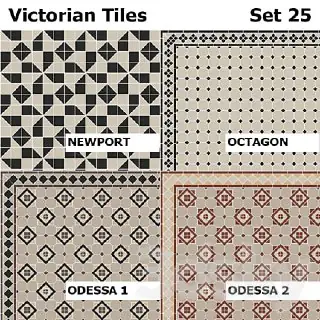 Victorian Tiles Set 25
NEWPORT
OCTAGON
ODESSA 1
ODESSA 2